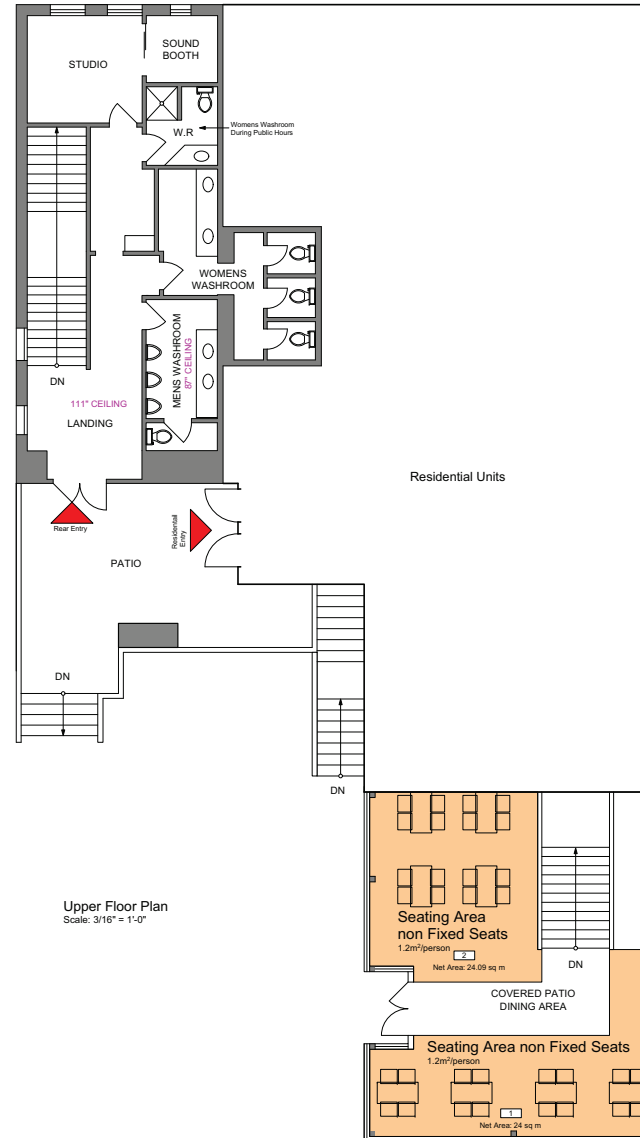 SOUND
BOOTH
STUDIO
W.R
Womens Washroom
During Public Hours
WOMENS
WASHROOM
MENS WASHROOM
87" CEILING
DN
111" CEILING
LANDING
Rear Entry
Residentail
Entry
Residential Units
PATIO
DN
DN
Upper Floor Plan
Scale: 3/16" = 1'-0"
Seating Area
non Fixed Seats
1.2m²/person
2
Net Area: 24.09 sq m
DN
COVERED PATIO
DINING AREA
Seating Area non Fixed Seats
1.2m²/person
1
Net Area: 24 sq m